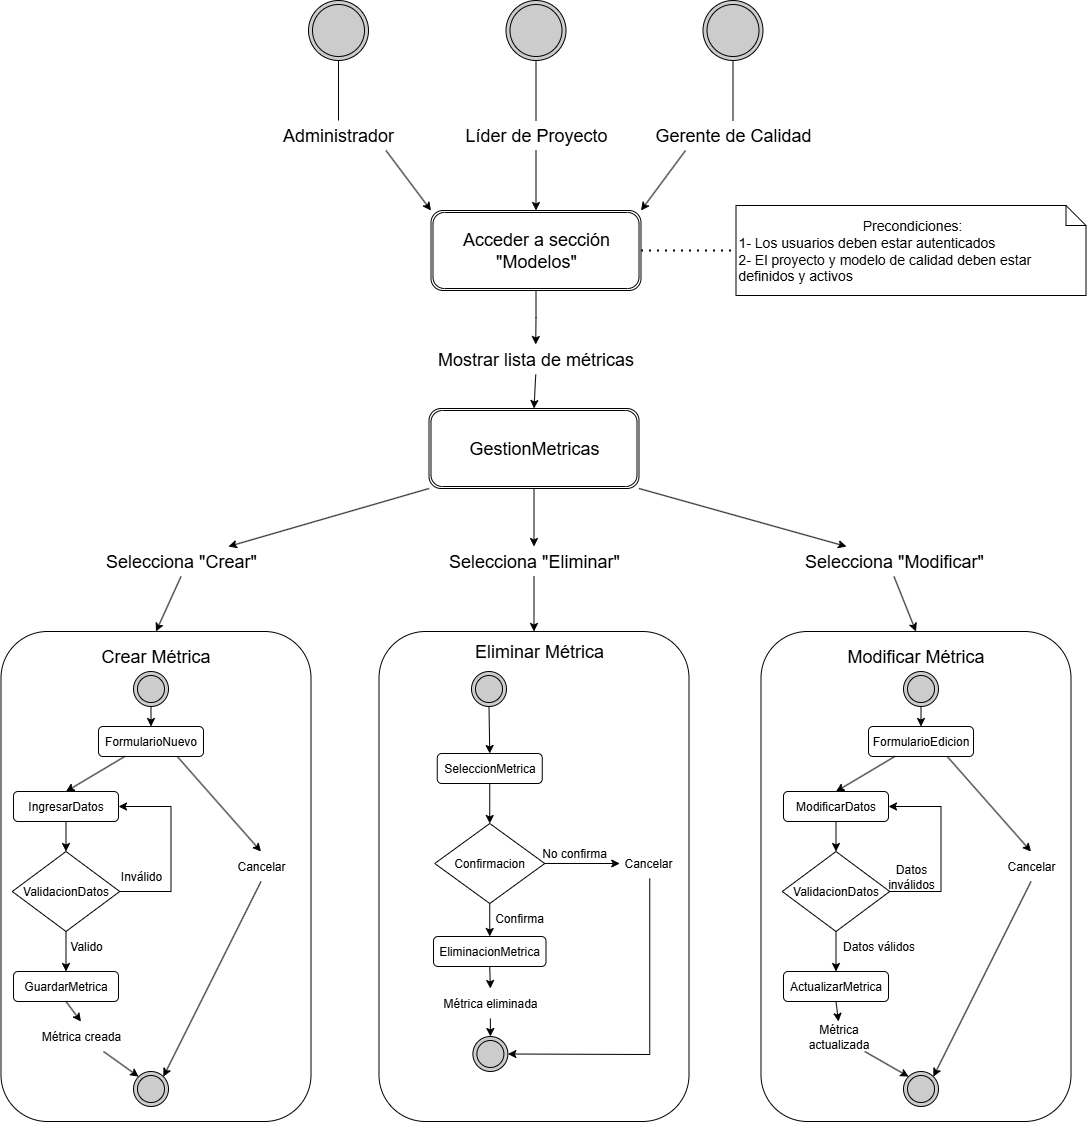 Administrador
Líder de Proyecto
Gerente de Calidad
Acceder a sección
"Modelos"
Precondiciones:
1- Los usuarios deben estar autenticados
2- El proyecto y modelo de calidad deben estar
definidos y activos
Mostrar lista de métricas
GestionMetricas
Selecciona "Crear"
Selecciona "Eliminar"
Selecciona "Modificar"
Crear Métrica
FormularioNuevo
IngresarDatos
ValidacionDatos
Inválido
Cancelar
Valido
GuardarMetrica
Métrica creada
Eliminar Métrica
SeleccionMetrica
Confirmacion
No confirma
Cancelar
Confirma
EliminacionMetrica
Métrica eliminada
Modificar Métrica
FormularioEdicion
ModificarDatos
ValidacionDatos
Datos
inválidos
Cancelar
Datos válidos
ActualizarMetrica
Métrica
actualizada